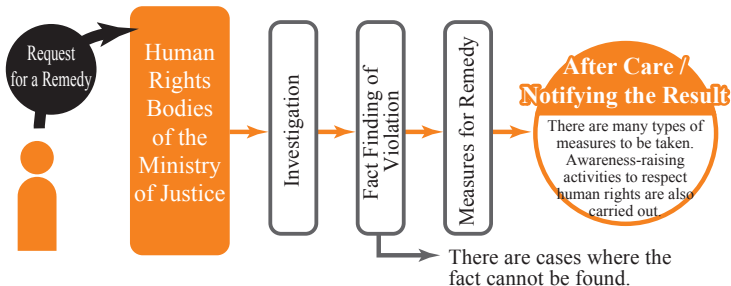 Request
for a Remedy
Human
Rights
Bodies
of the
Ministry
of Justice
Investigation
Fact Finding of
Violation
Measures for Remedy
After Care /
Notifying the Result
There are many types of
measures to be taken.
Awareness-raising
activities to respect
human rights are also
carried out.
There are cases where the
fact cannot be found.